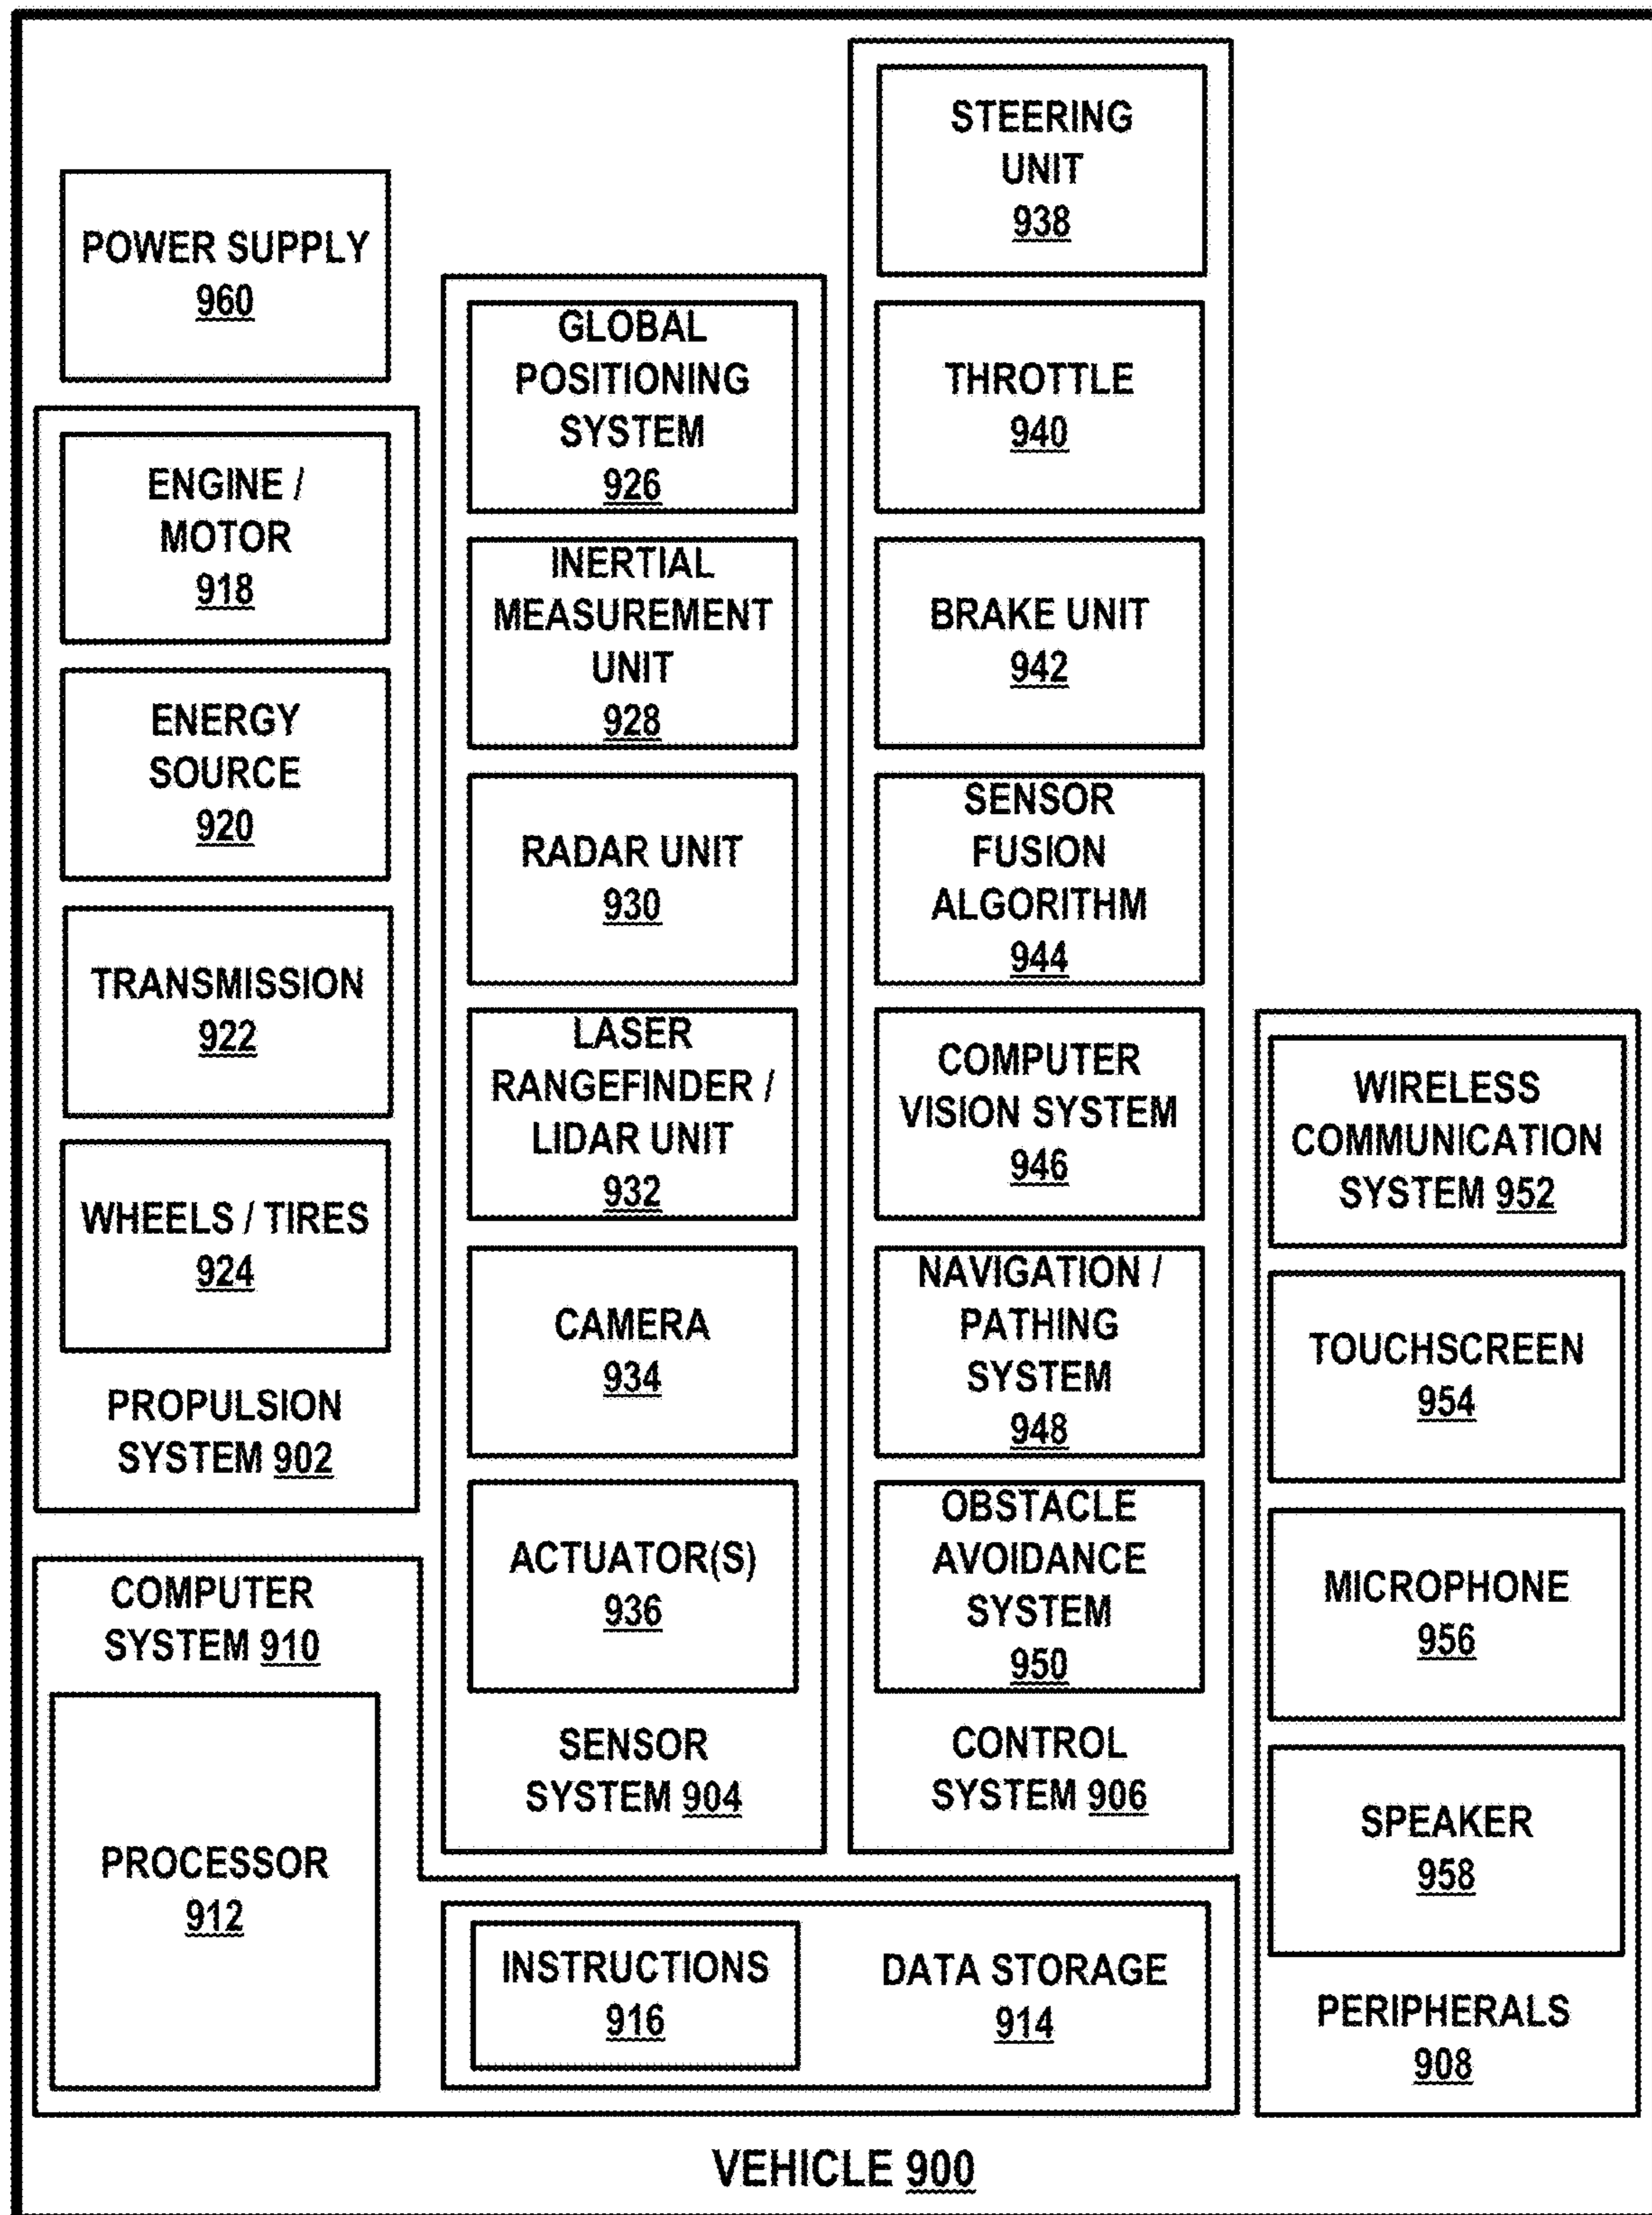 POWER SUPPLY
960
ENGINE /
MOTOR
918
ENERGY
SOURCE
920
TRANSMISSION
922
WHEELS / TIRES
924
PROPULSION
SYSTEM 902
COMPUTER
SYSTEM 910
PROCESSOR
912
GLOBAL
POSITIONING
SYSTEM
926
INERTIAL
MEASUREMENT
UNIT
928
RADAR UNIT
930
LASER
RANGEFINDER /
LIDAR UNIT
932
CAMERA
934
ACTUATOR(S)
936
SENSOR
SYSTEM 904
STEERING
UNIT
938
THROTTLE
940
BRAKE UNIT
942
SENSOR
FUSION
ALGORITHM
944
COMPUTER
VISION SYSTEM
946
NAVIGATION /
PATHING
SYSTEM
948
OBSTACLE
AVOIDANCE
SYSTEM
950
CONTROL
SYSTEM 906
INSTRUCTIONS
916
DATA STORAGE
914
WIRELESS
COMMUNICATION
SYSTEM 952
TOUCHSCREEN
954
MICROPHONE
956
SPEAKER
958
PERIPHERALS
908
VEHICLE 900